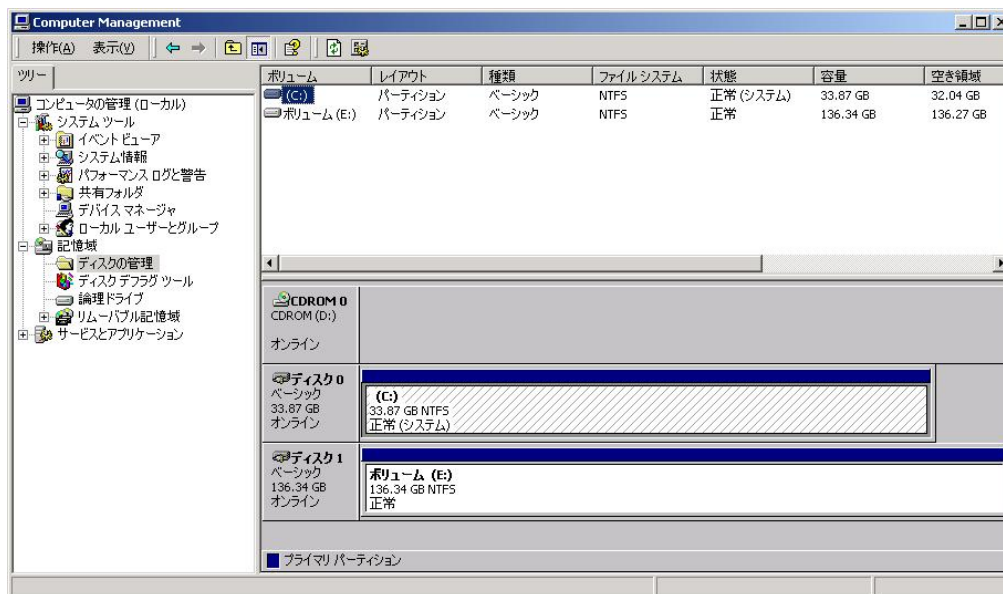 Computer Management
操作(A) 表示(V)
ツリー
コンピュータの管理 (ローカル)
システム ツール
イベント ビューア
システム情報
パフォーマンス ログと警告
共有フォルダ
デバイス マネージャ
ローカル ユーザーとグループ
記憶域
ディスクの管理
ディスク デフラグ ツール
論理ドライブ
リムーバブル記憶域
サービスとアプリケーション
ボリューム レイアウト 種類 ファイル システム 状態 容量 空き領域
(C:) パーティション ベーシック NTFS 正常 (システム) 33.87 GB 32.04 GB
ボリューム (E:) パーティション ベーシック NTFS 正常 136.34 GB 136.27 GB
CDROM 0
CDROM (D:)
オンライン
ディスク 0
ベーシック
33.87 GB
オンライン
(C:)
33.87 GB NTFS
正常 (システム)
ディスク 1
ベーシック
136.34 GB
オンライン
ボリューム (E:)
136.34 GB NTFS
正常
プライマリ パーティション